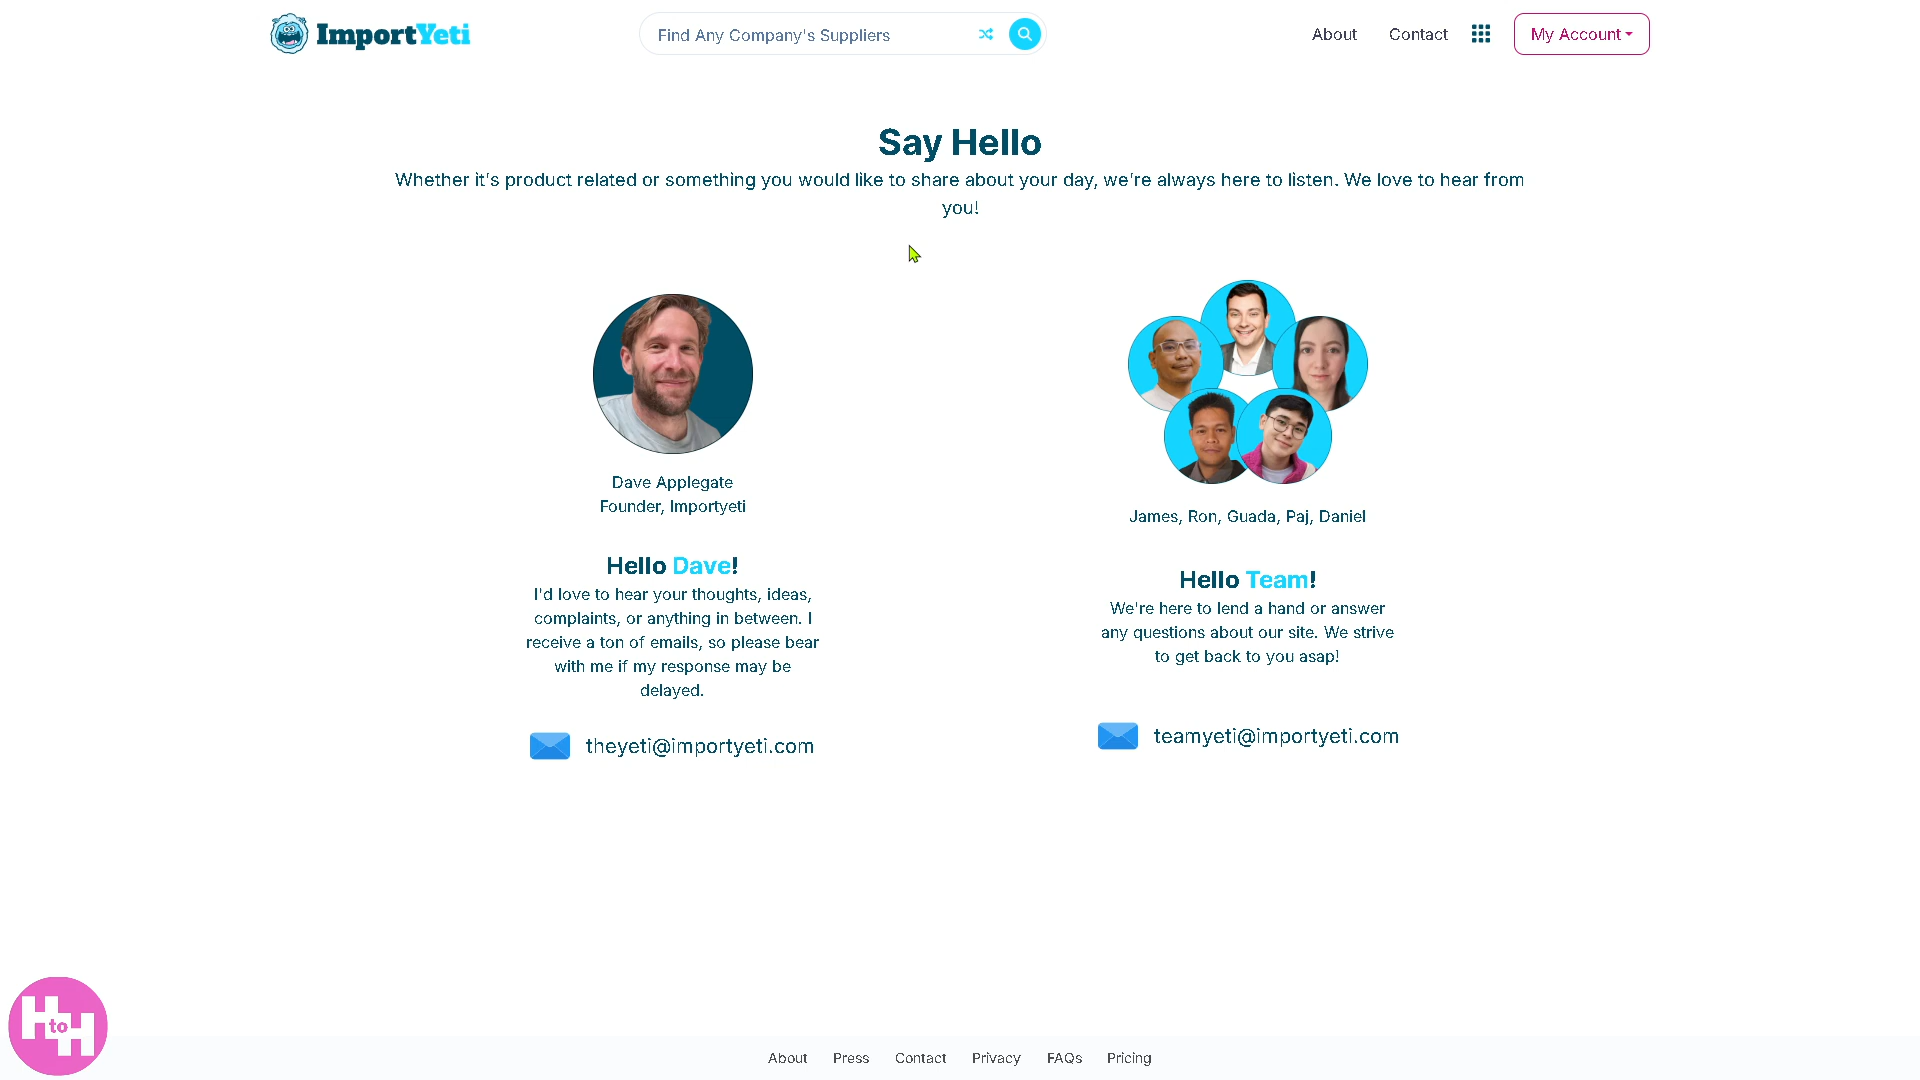 ImportYeti
Find Any Company's Suppliers
About
Contact
My Account
Say Hello
Whether it's product related or something you would like to share about your day, we're always here to listen. We love to hear from
you!
Dave Applegate
Founder, Importyeti
Hello Dave!
I'd love to hear your thoughts, ideas,
complaints, or anything in between. I
receive a ton of emails, so please bear
with me if my response may be
delayed.
theyeti@importyeti.com
James, Ron, Guada, Paj, Daniel
Hello Team!
We're here to lend a hand or answer
any questions about our site. We strive
to get back to you asap!
teamyeti@importyeti.com
H to H
About
Press
Contact
Privacy
FAQs
Pricing